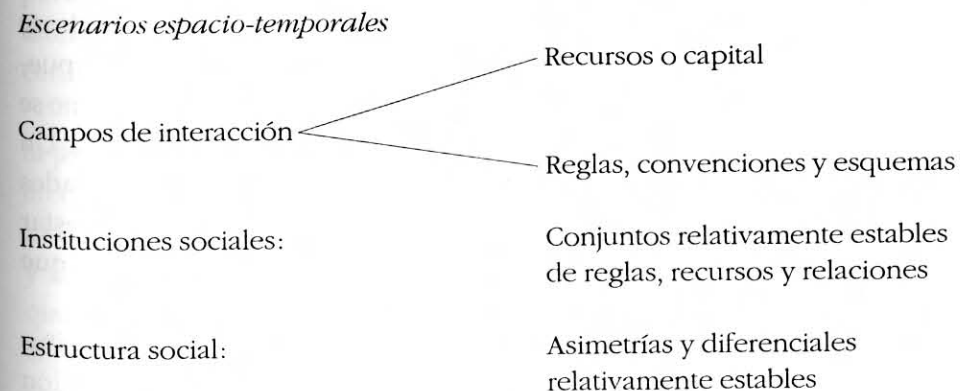 Escenarios espacio-temporales
Recursos o capital
Campos de interacción
Reglas, convenciones y esquemas
Instituciones sociales:
Conjuntos relativamente estables
de reglas, recursos y relaciones
Estructura social:
Asimetrías y diferenciales
relativamente estables